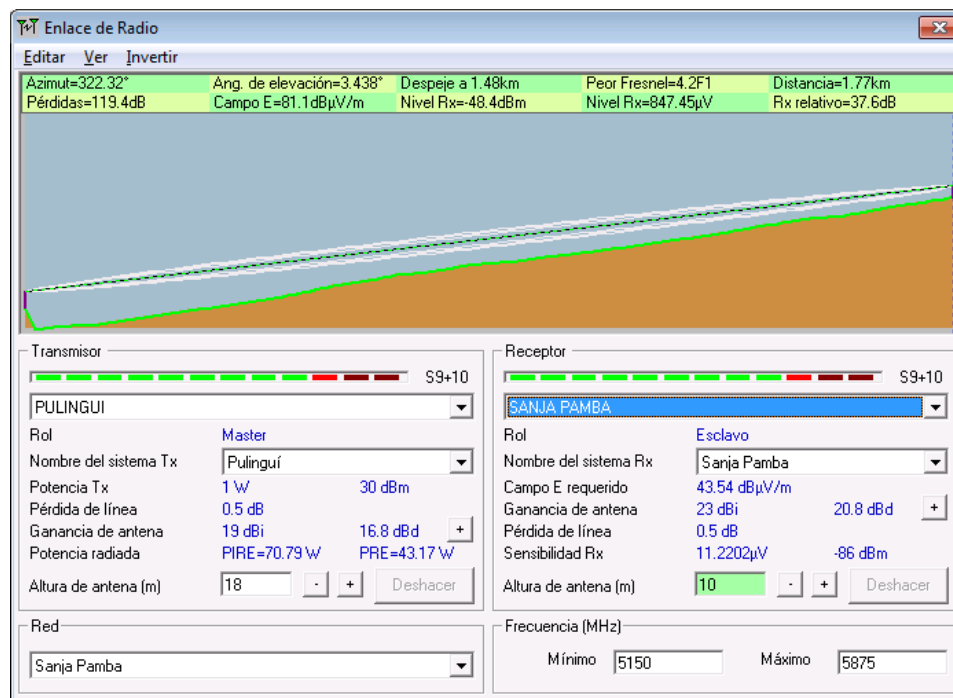 Enlace de Radio
Editar Ver Invertir
Azimut=322.32° Ang. de elevación=3.438° Despeje a 1.48km Peor Fresnel=4.2F1 Distancia=1.77km
Pérdidas=119.4dB Campo E=81.1dBµV/m Nivel Rx=-48.4dBm Nivel Rx=847.45µV Rx relativo=37.6dB
Transmisor
S9+10
PULINGUI
Rol Master
Nombre del sistema Tx Pulinguí
Potencia Tx 1 W 30 dBm
Pérdida de línea 0.5 dB
Ganancia de antena 19 dBi 16.8 dBd +
Potencia radiada PIRE=70.79 W PRE=43.17 W
Altura de antena (m) 18 - + Deshacer
Red
Sanja Pamba
Receptor
S9+10
SANJA PAMBA
Rol Esclavo
Nombre del sistema Rx Sanja Pamba
Campo E requerido 43.54 dBµV/m
Ganancia de antena 23 dBi 20.8 dBd +
Pérdida de línea 0.5 dB
Sensibilidad Rx 11.2202µV -86 dBm
Altura de antena (m) 10 - + Deshacer
Frecuencia (MHz)
Mínimo 5150 Máximo 5875